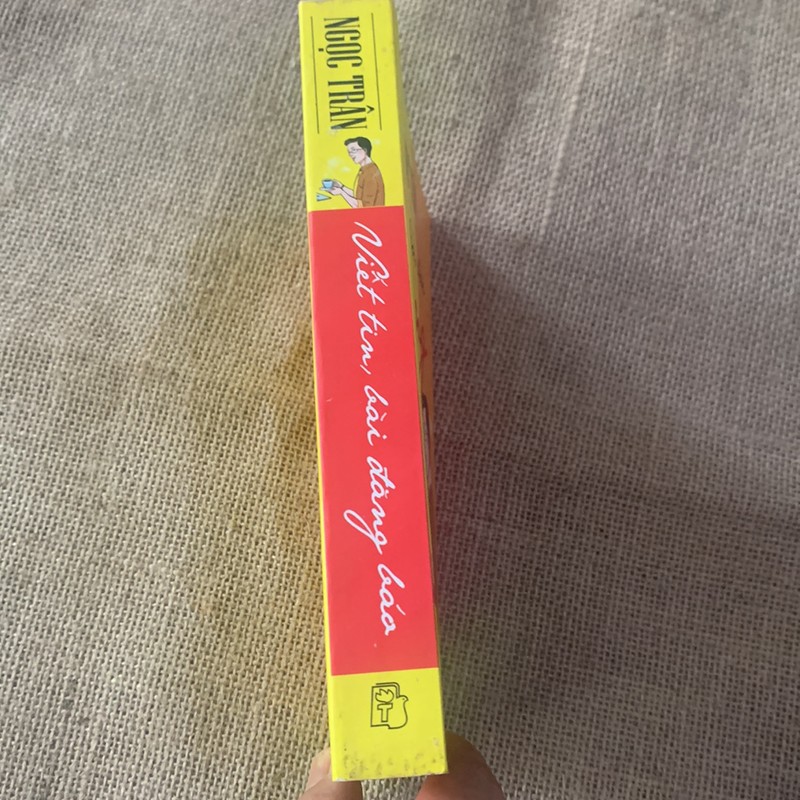 NGỌC TRÂN
Viết tin, bài đăng báo